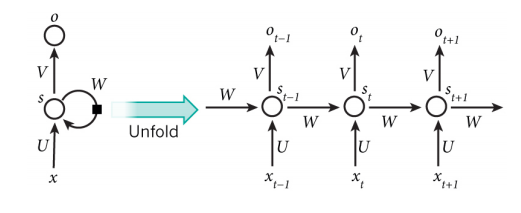 o
V
W
s
U
x
Unfold
o_{t-1} o_t o_{t+1}
V V V
W s_{t-1} s_t s_{t+1}
W W W
U U U
x_{t-1} x_t x_{t+1}